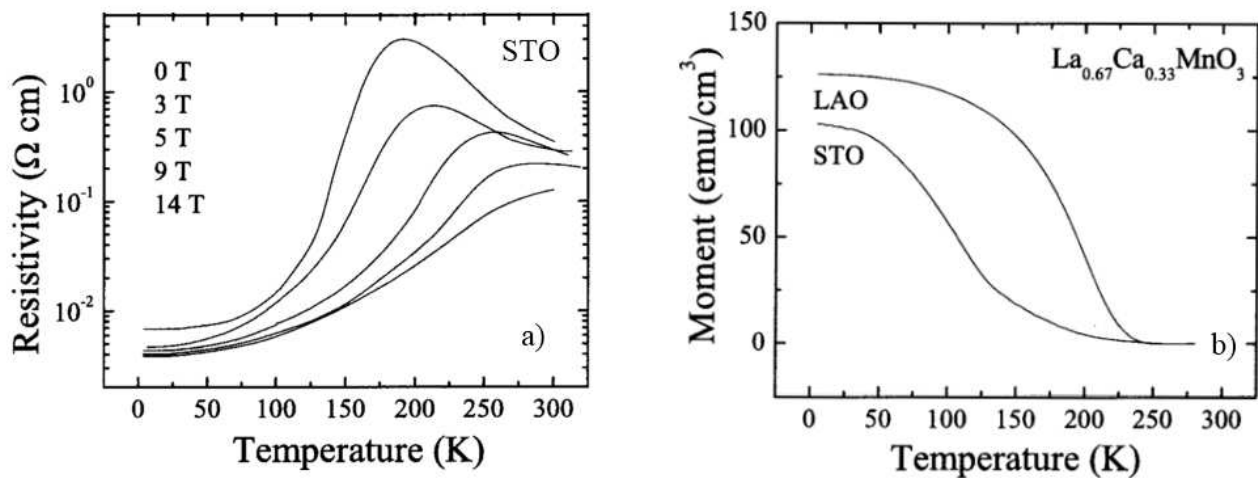 STO
0 T
3 T
5 T
9 T
14 T
10⁰
10⁻¹
10⁻²
Resistivity (Ω cm)
a)
0 50 100 150 200 250 300
Temperature (K)
150
100
50
0
Moment (emu/cm³)
La₀.₆₇Ca₀.₃₃MnO₃
LAO
STO
b)
0 50 100 150 200 250 300
Temperature (K)